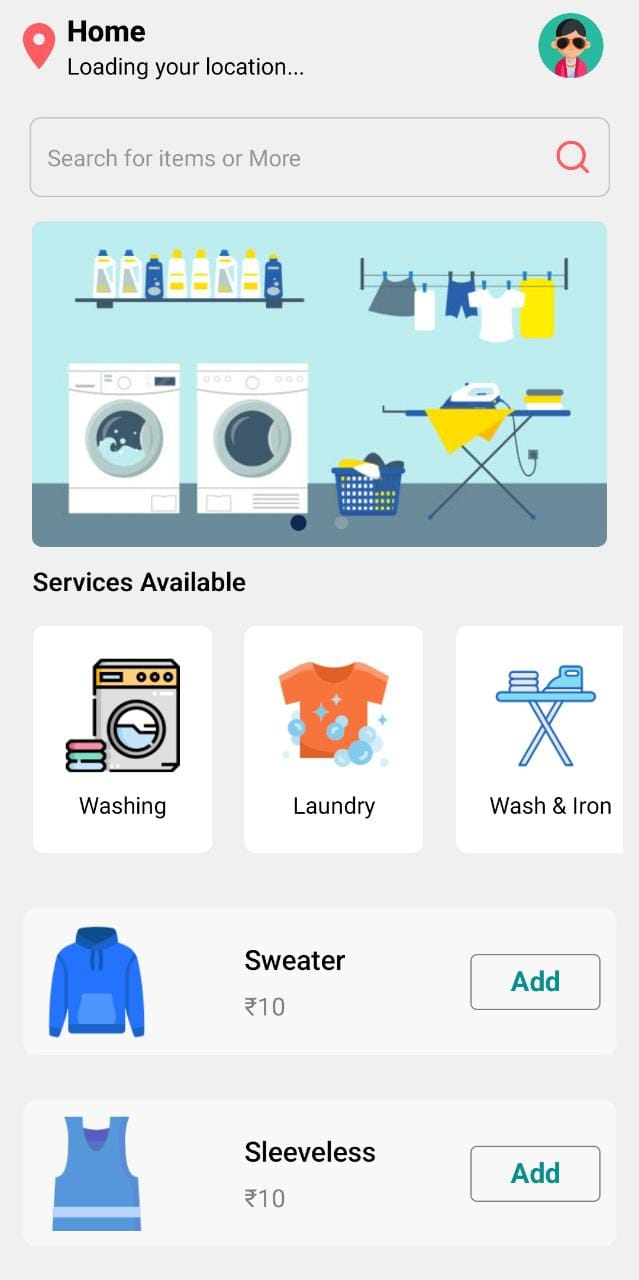 Home
Loading your location...
Search for items or More
Services Available
Washing
Laundry
Wash & Iron
Sweater
₹10
Add
Sleeveless
₹10
Add